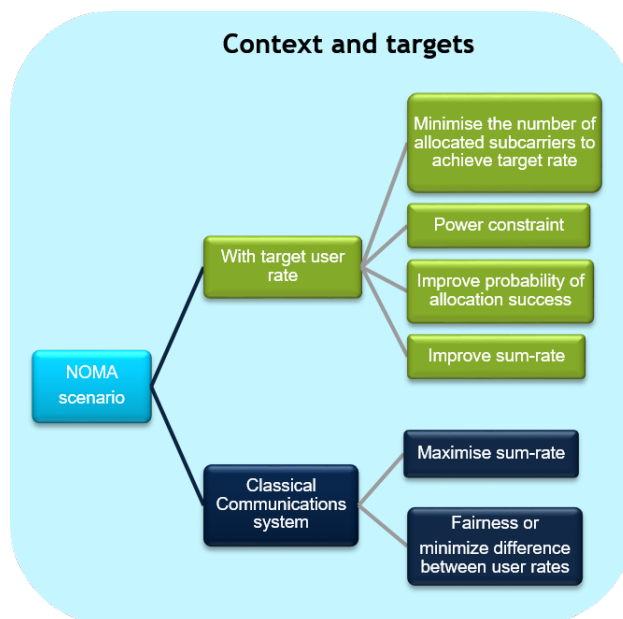 Context and targets
Minimise the number of
allocated subcarriers to
achieve target rate
Power constraint
With target user
rate
Improve probability of
allocation success
Improve sum-rate
NOMA
scenario
Maximise sum-rate
Classical
Communications
system
Fairness or
minimize difference
between user rates